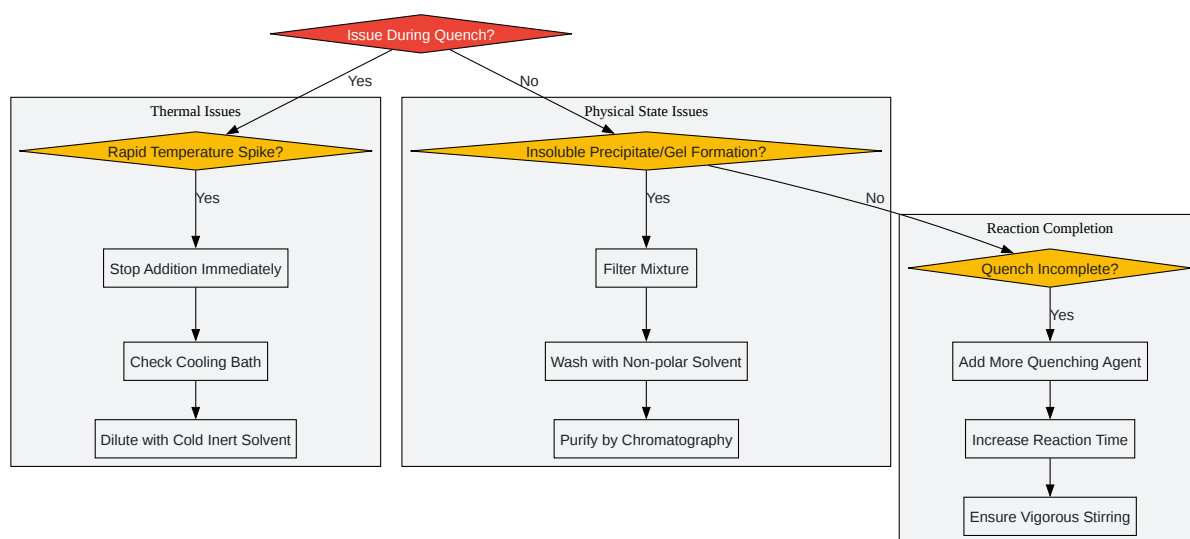 Issue During Quench?
Yes
No
Thermal Issues
Rapid Temperature Spike?
Yes
Stop Addition Immediately
Check Cooling Bath
Dilute with Cold Inert Solvent
Physical State Issues
Insoluble Precipitate/Gel Formation?
Yes
No
Filter Mixture
Wash with Non-polar Solvent
Purify by Chromatography
Reaction Completion
Quench Incomplete?
Yes
Add More Quenching Agent
Increase Reaction Time
Ensure Vigorous Stirring